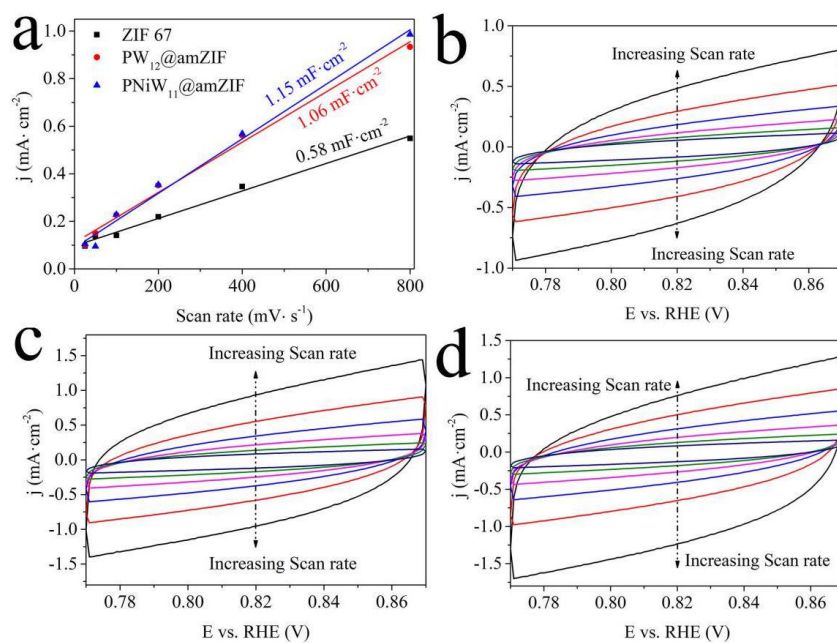 a
ZIF 67
PW₁₂@amZIF
PNiW₁₁@amZIF
1.15 mF·cm⁻²
1.06 mF·cm⁻²
0.58 mF·cm⁻²
j (mA· cm⁻²)
1.0
0.8
0.6
0.4
0.2
0.0
0 200 400 600 800
Scan rate (mV· s⁻¹)
b
Increasing Scan rate
Increasing Scan rate
j (mA·cm⁻²)
1.0
0.5
0.0
-0.5
-1.0
0.78 0.80 0.82 0.84 0.86
E vs. RHE (V)
c
Increasing Scan rate
Increasing Scan rate
j (mA·cm⁻²)
1.5
1.0
0.5
0.0
-0.5
-1.0
-1.5
0.78 0.80 0.82 0.84 0.86
E vs. RHE (V)
d
Increasing Scan rate
Increasing Scan rate
j (mA·cm⁻²)
1.5
1.0
0.5
0.0
-0.5
-1.0
-1.5
0.78 0.80 0.82 0.84 0.86
E vs. RHE (V)